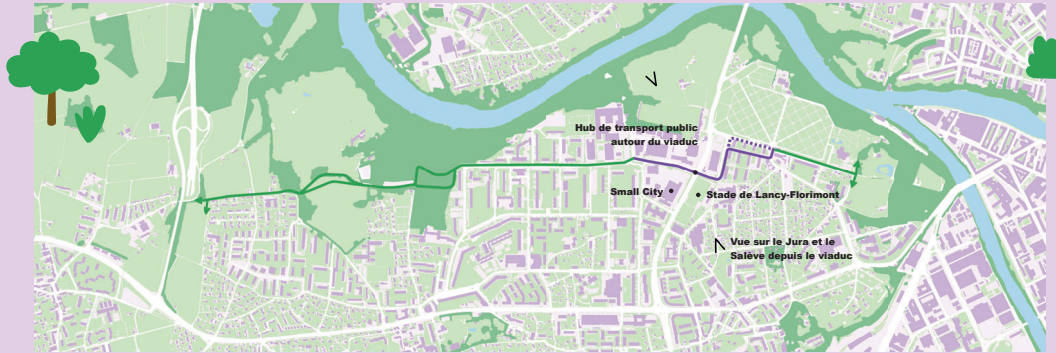 Hub de transport public
autour du viaduc
Small City
Stade de Lancy-Florimont
Vue sur le Jura et le
Salève depuis le viaduc